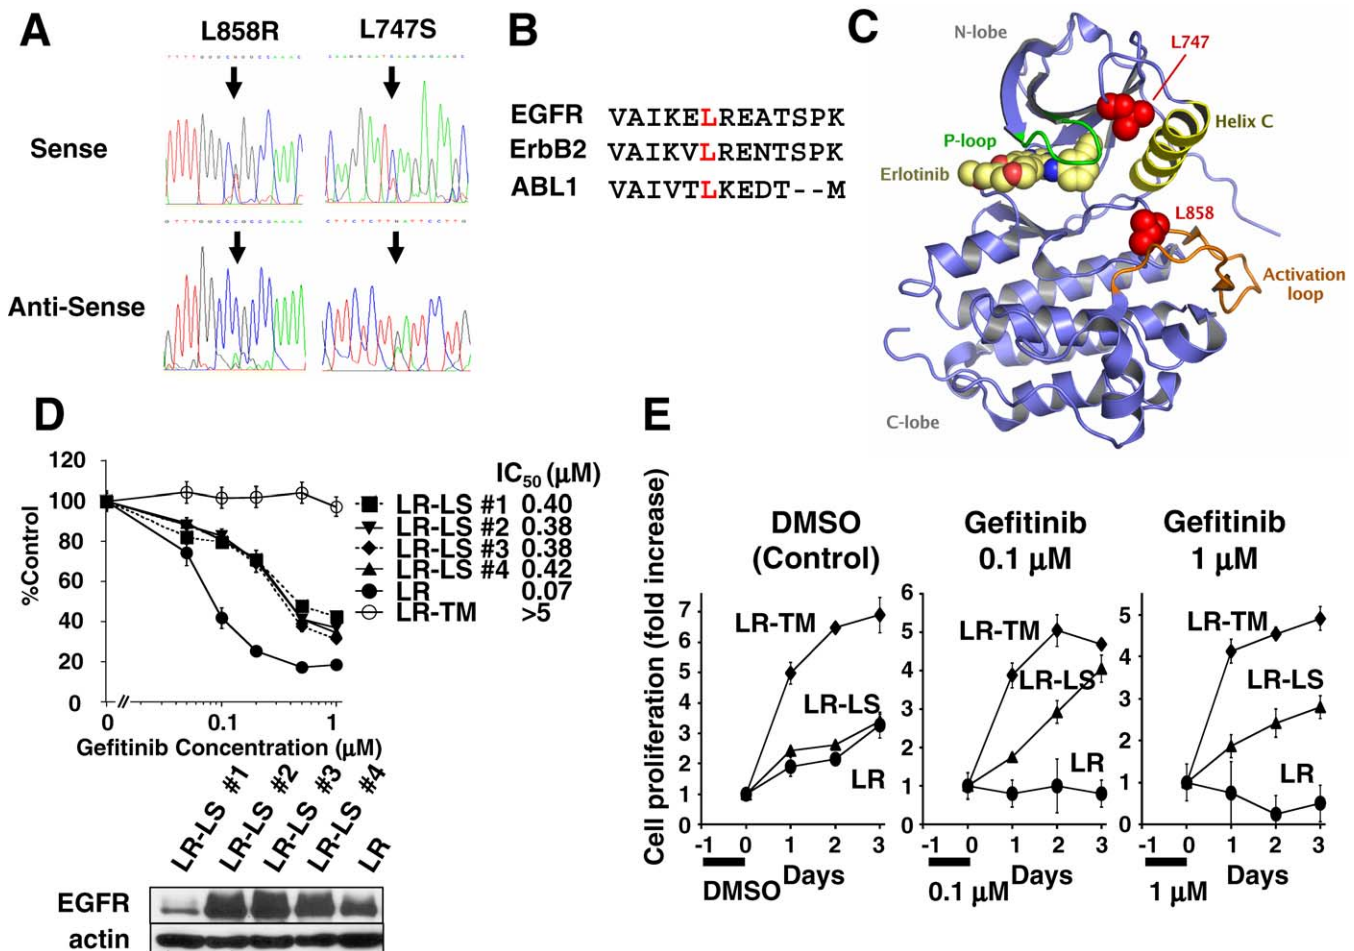 A
L858R
L747S
Sense
Anti-Sense
B
EGFR VAIKELREATSPK
ErbB2 VAIKVLRENTSPK
ABL1 VAIVTLKEDT--M
C
N-lobe
L747
Helix C
P-loop
Erlotinib
L858
Activation
loop
C-lobe
D
120
100
80
60
40
20
0
%Control
0 0.1 1
Gefitinib Concentration (μM)
IC50 (μM)
LR-LS #1 0.40
LR-LS #2 0.38
LR-LS #3 0.38
LR-LS #4 0.42
LR 0.07
LR-TM >5
LR-LS #1
LR-LS #2
LR-LS #3
LR-LS #4
LR
EGFR
actin
E
Cell proliferation (fold increase)
DMSO
(Control)
7
6
5
4
3
2
1
0
LR-TM
LR-LS
LR
-1 0 1 2 3
DMSO
Days
Gefitinib
0.1 μM
6
5
4
3
2
1
0
LR-TM
LR-LS
LR
-1 0 1 2 3
0.1 μM
Days
Gefitinib
1 μM
5
4
3
2
1
0
LR-TM
LR-LS
LR
-1 0 1 2 3
1 μM
Days